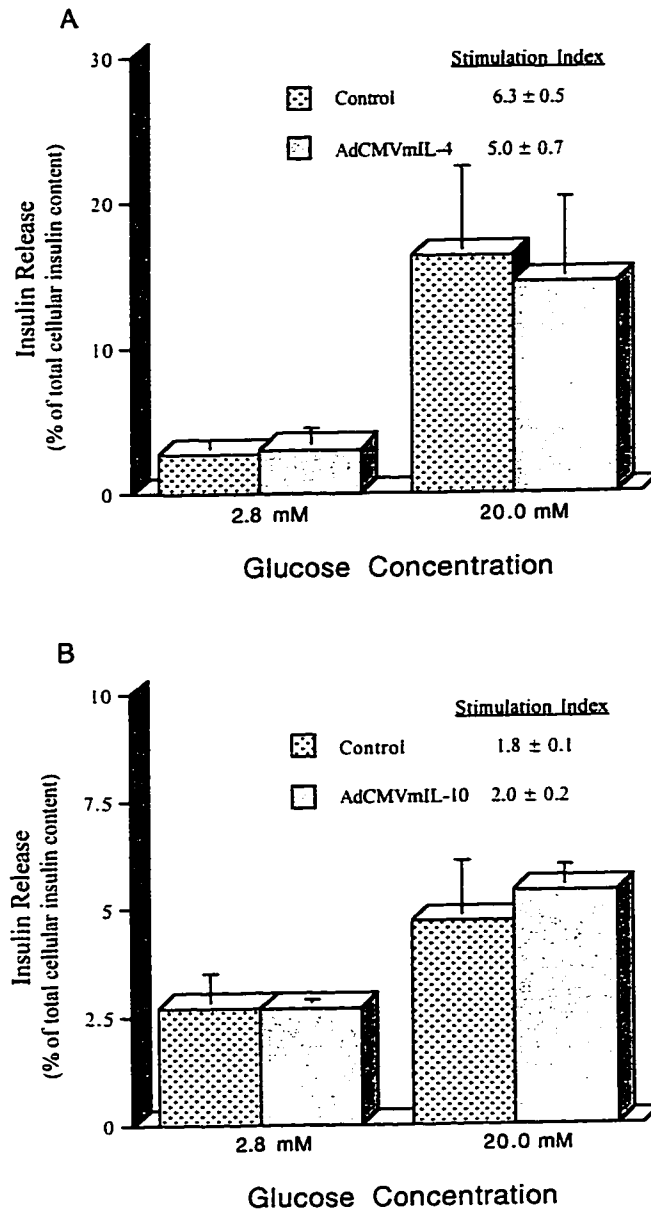 A
30
Stimulation Index
Control 6.3 ± 0.5
AdCMVmIL-4 5.0 ± 0.7
20
10
0
Insulin Release
(% of total cellular insulin content)
2.8 mM 20.0 mM
Glucose Concentration
B
10
Stimulation Index
Control 1.8 ± 0.1
AdCMVmIL-10 2.0 ± 0.2
7.5
5
2.5
0
Insulin Release
(% of total cellular insulin content)
2.8 mM 20.0 mM
Glucose Concentration